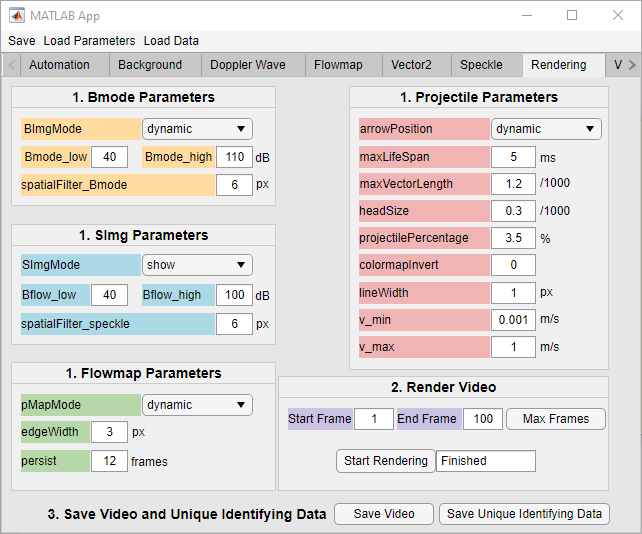 MATLAB App
Save Load Parameters Load Data
Automation Background Doppler Wave Flowmap Vector2 Speckle Rendering V
1. Bmode Parameters
BImgMode dynamic
Bmode_low 40 Bmode_high 110 dB
spatialFilter_Bmode 6 px
1. SImg Parameters
SImgMode show
Bflow_low 40 Bflow_high 100 dB
spatialFilter_speckle 6 px
1. Flowmap Parameters
pMapMode dynamic
edgeWidth 3 px
persist 12 frames
1. Projectile Parameters
arrowPosition dynamic
maxLifeSpan 5 ms
maxVectorLength 1.2 /1000
headSize 0.3 /1000
projectilePercentage 3.5 %
colormapInvert 0
lineWidth 1 px
v_min 0.001 m/s
v_max 1 m/s
2. Render Video
Start Frame 1 End Frame 100 Max Frames
Start Rendering Finished
3. Save Video and Unique Identifying Data Save Video Save Unique Identifying Data